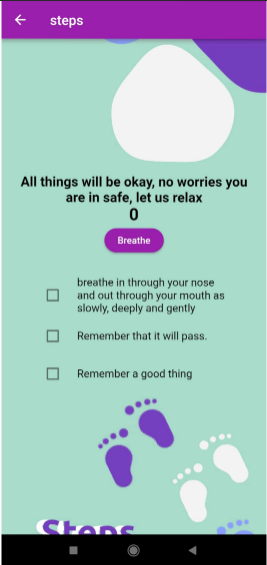 steps
All things will be okay, no worries you
are in safe, let us relax
0
Breathe
breathe in through your nose
and out through your mouth as
slowly, deeply and gently
Remember that it will pass.
Remember a good thing
Steps